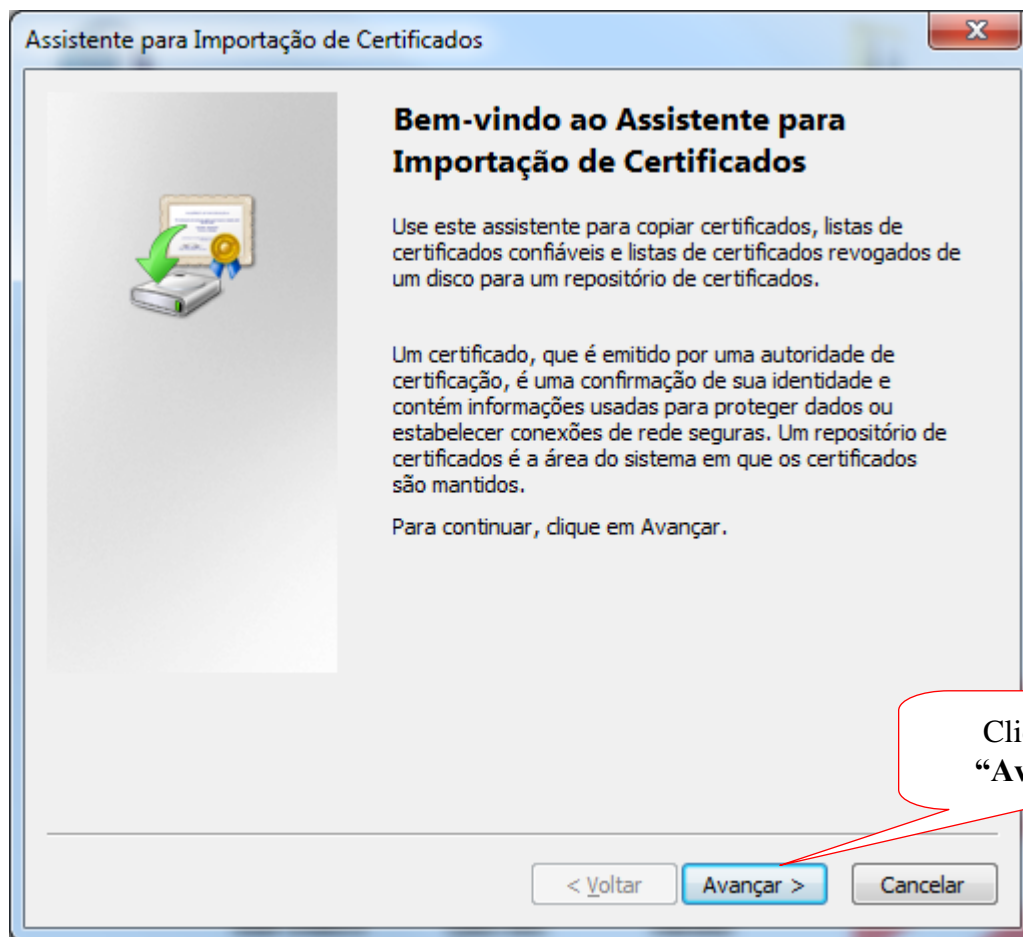 Assistente para Importação de Certificados
Bem-vindo ao Assistente para
Importação de Certificados
Use este assistente para copiar certificados, listas de
certificados confiáveis e listas de certificados revogados de
um disco para um repositório de certificados.
Um certificado, que é emitido por uma autoridade de
certificação, é uma confirmação de sua identidade e
contém informações usadas para proteger dados ou
estabelecer conexões de rede seguras. Um repositório de
certificados é a área do sistema em que os certificados
são mantidos.
Para continuar, clique em Avançar.
< Voltar
Avançar >
Cancelar